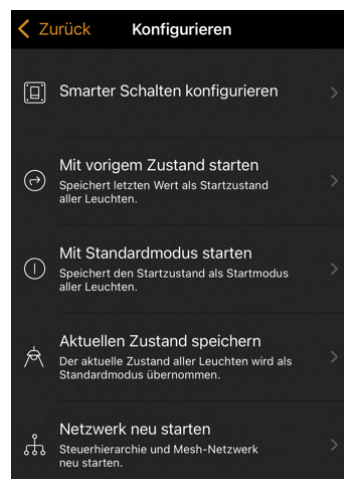 Zurück Konfigurieren
Smarter Schalten konfigurieren
Mit vorigem Zustand starten
Speichert letzten Wert als Startzustand
aller Leuchten.
Mit Standardmodus starten
Speichert den Startzustand als Startmodus
aller Leuchten.
Aktuellen Zustand speichern
Der aktuelle Zustand aller Leuchten wird als
Standardmodus übernommen.
Netzwerk neu starten
Steuerhierarchie und Mesh-Netzwerk
neu starten.